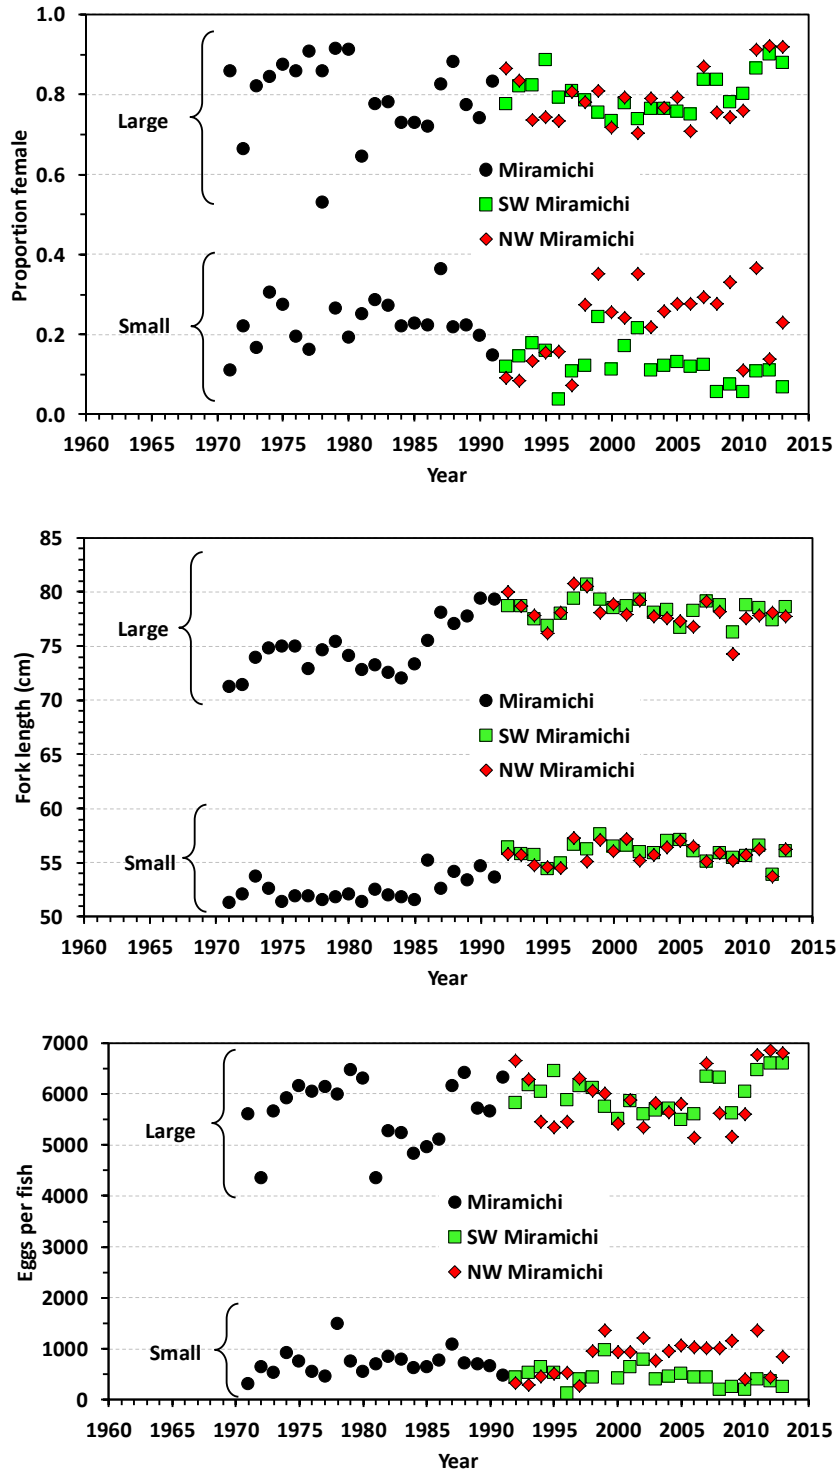 1.0
0.8
0.6
0.4
0.2
0.0
Proportion female
Large
Small
Miramichi
SW Miramichi
NW Miramichi
1960 1965 1970 1975 1980 1985 1990 1995 2000 2005 2010 2015
Year
85
80
75
70
65
60
55
50
Fork length (cm)
Large
Small
Miramichi
SW Miramichi
NW Miramichi
1960 1965 1970 1975 1980 1985 1990 1995 2000 2005 2010 2015
Year
7000
6000
5000
4000
3000
2000
1000
0
Eggs per fish
Large
Small
Miramichi
SW Miramichi
NW Miramichi
1960 1965 1970 1975 1980 1985 1990 1995 2000 2005 2010 2015
Year